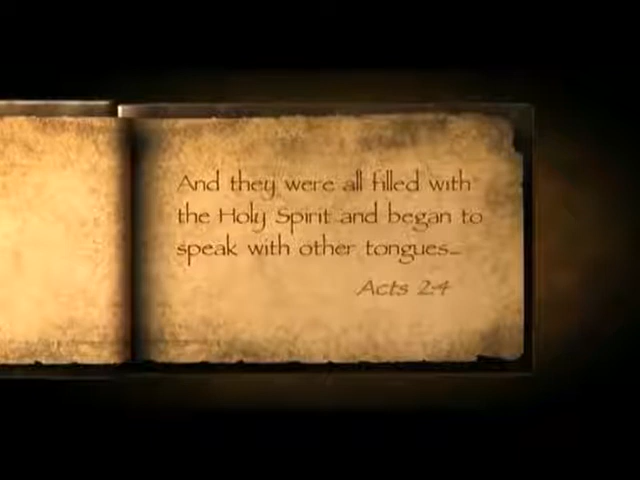 And they were all filled with
the Holy Spirit and began to
speak with other tongues...
Acts 2:4